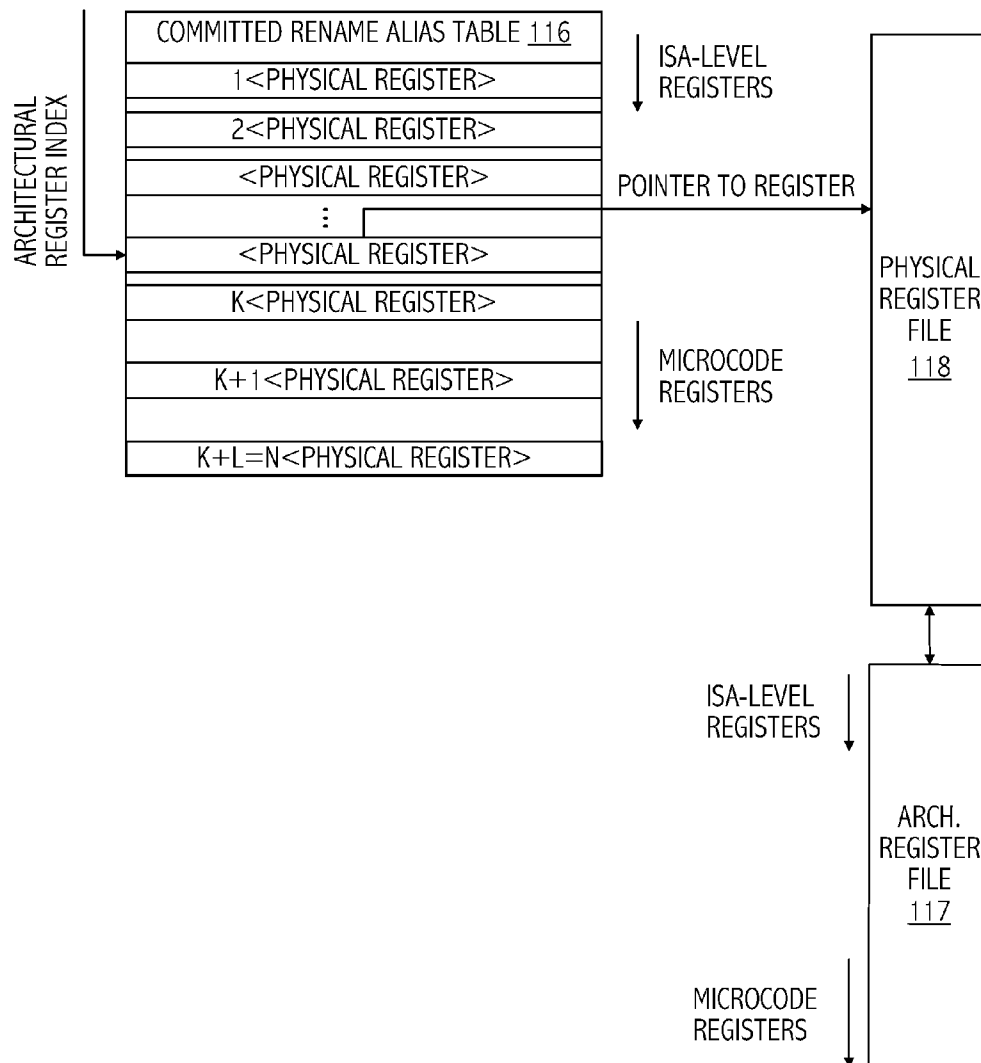 COMMITTED RENAME ALIAS TABLE 116
1<PHYSICAL REGISTER>
2<PHYSICAL REGISTER>
<PHYSICAL REGISTER>
⋮
<PHYSICAL REGISTER>
K<PHYSICAL REGISTER>
K+1<PHYSICAL REGISTER>
K+L=N<PHYSICAL REGISTER>
ARCHITECTURAL
REGISTER INDEX
ISA-LEVEL
REGISTERS
POINTER TO REGISTER
MICROCODE
REGISTERS
PHYSICAL
REGISTER
FILE
118
ISA-LEVEL
REGISTERS
ARCH.
REGISTER
FILE
117
MICROCODE
REGISTERS